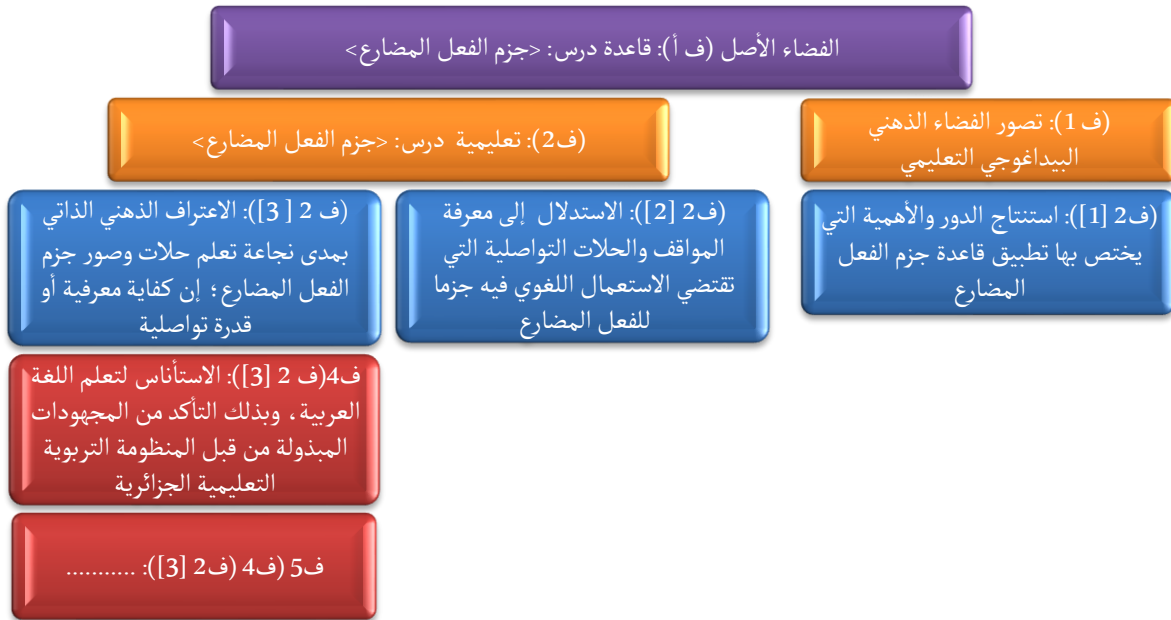 الفضاء الأصل (ف أ): قاعدة درس: <جزم الفعل المضارع>
(ف1): تصور الفضاء الذهني
البيداغوجي التعليمي
(ف2): تعليمية درس: <جزم الفعل المضارع>
(ف2 [1]): استنتاج الدور والأهمية التي
يختص بها تطبيق قاعدة جزم الفعل
المضارع
(ف2 [2]): الاستدلال إلى معرفة
المواقف والحلات التواصلية التي
تقتضي الاستعمال اللغوي فيه جزما
للفعل المضارع
(ف 2 [3]): الاعتراف الذهني الذاتي
بمدى نجاعة تعلم حلات وصور جزم
الفعل المضارع؛ إن كفاية معرفية أو
قدرة تواصلية
ف4(ف 2 [3]): الاستأناس لتعلم اللغة
العربية، وبذلك التأكد من المجهودات
المبذولة من قبل المنظومة التربوية
التعليمية الجزائرية
ف5 (ف4 (ف2 [3]): ...........